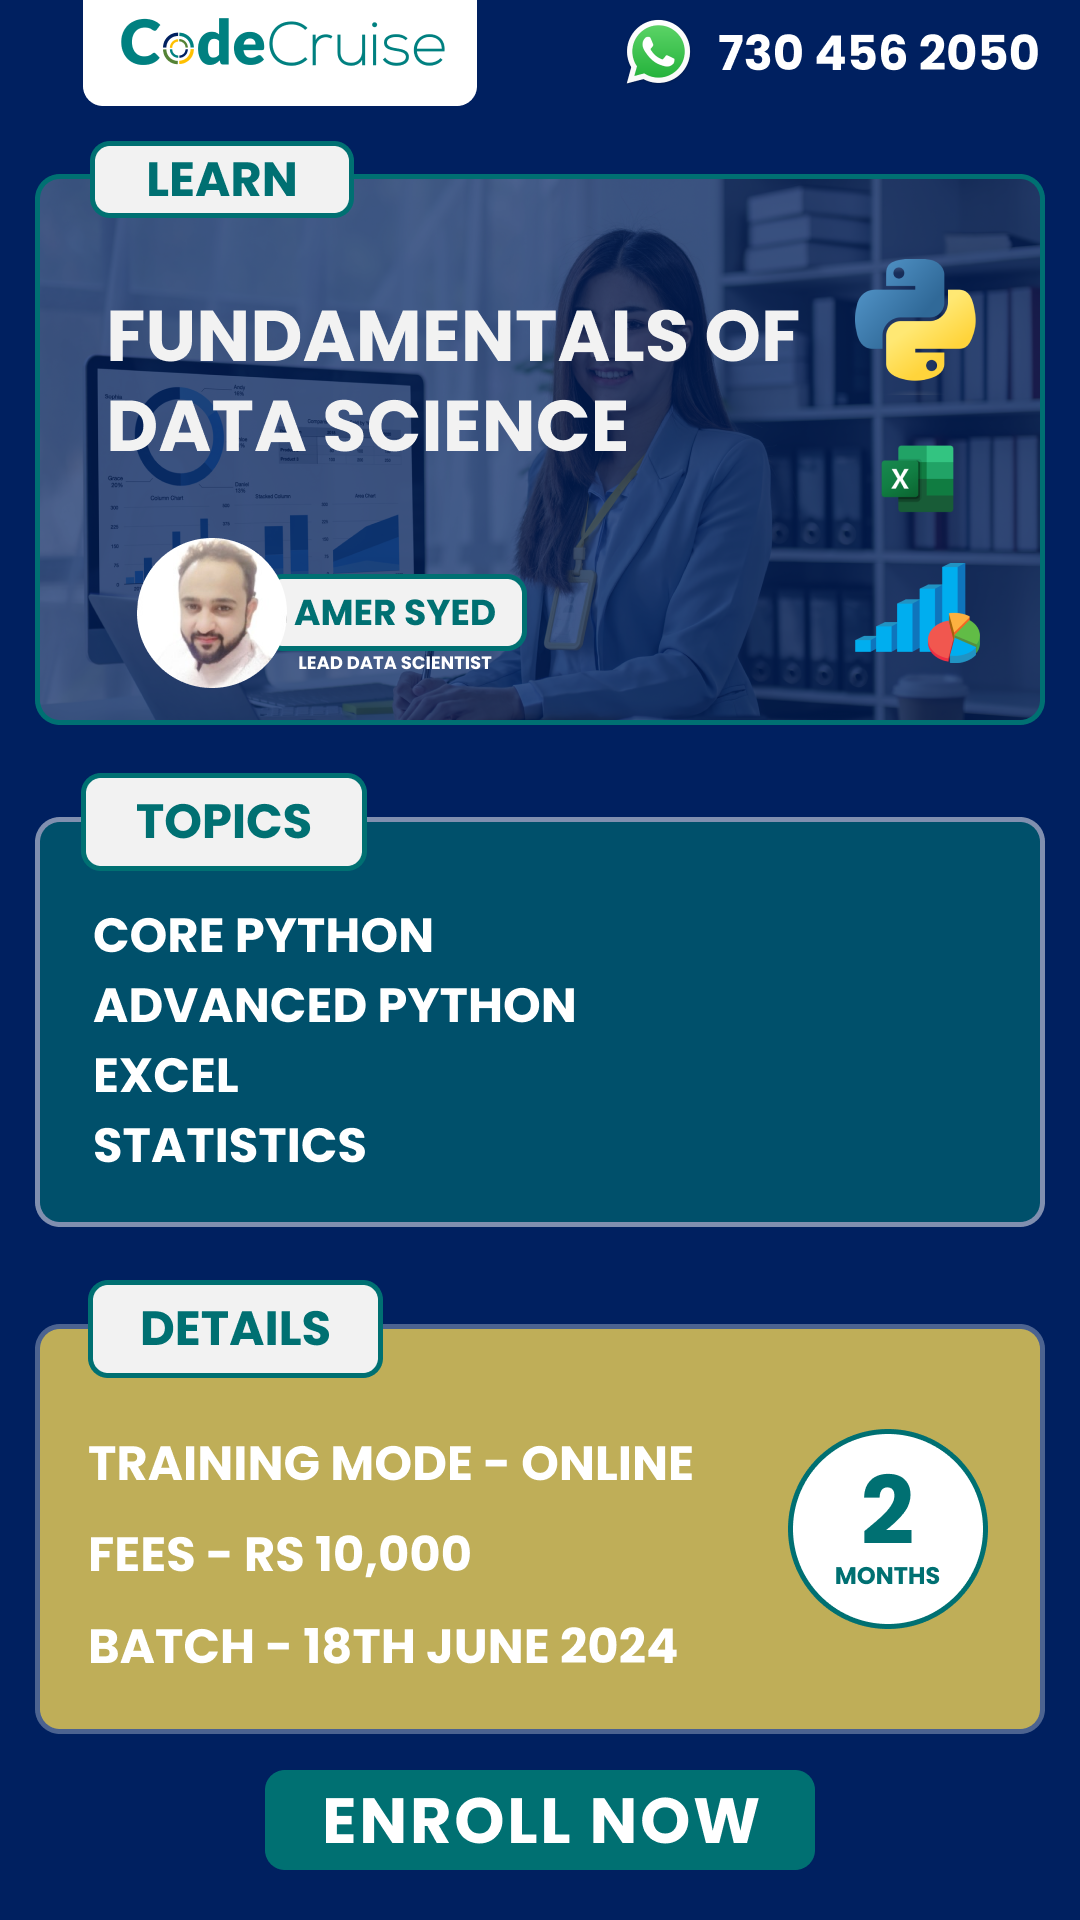 CodeCruise
730 456 2050
LEARN
FUNDAMENTALS OF
DATA SCIENCE
X
AMER SYED
LEAD DATA SCIENTIST
TOPICS
CORE PYTHON
ADVANCED PYTHON
EXCEL
STATISTICS
DETAILS
TRAINING MODE - ONLINE
FEES - RS 10,000
BATCH - 18TH JUNE 2024
2
MONTHS
ENROLL NOW